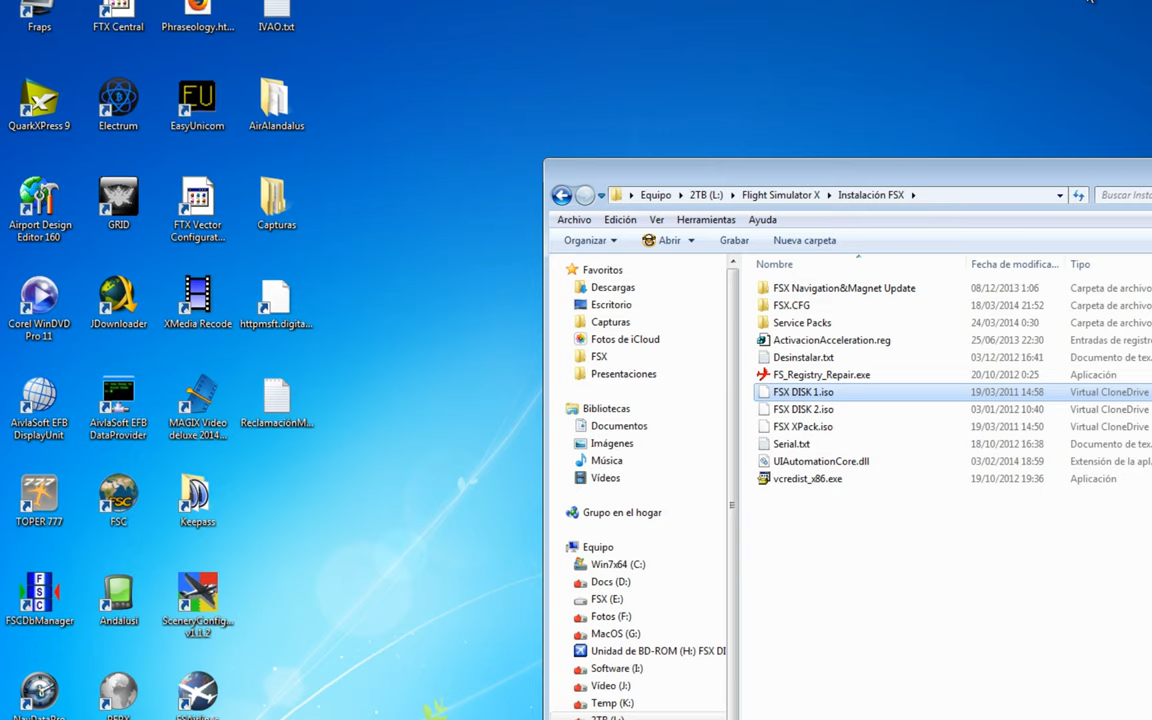 Fraps
FTX Central
Phraseology.ht...
IVAO.txt
QuarkXPress 9
Electrum
EU
EasyUnicom
AirAlandalus
Airport Design
Editor 160
GRID
FTX Vector
Configurat...
Capturas
Corel WinDVD
Pro 11
JDownloader
XMedia Recode
httpmsft.digita...
AivlaSoft EFB
DisplayUnit
AivlaSoft EFB
DataProvider
MAGIX Video
deluxe 2014...
ReclamaciónM...
777
TOPER 777
FSC
FSC
Keepass
F
S
C
FSCDbManager
Andalusi
SceneryConfig...
v1.1.2
Equipo
2TB (L:)
Flight Simulator X
Instalación FSX
Buscar Insta
Archivo
Edición
Ver
Herramientas
Ayuda
Organizar
Abrir
Grabar
Nueva carpeta
Favoritos
Descargas
Escritorio
Capturas
Fotos de iCloud
FSX
Presentaciones
Bibliotecas
Documentos
Imágenes
Música
Vídeos
Grupo en el hogar
Equipo
Win7x64 (C:)
Docs (D:)
FSX (E:)
Fotos (F:)
MacOS (G:)
Unidad de BD-ROM (H:) FSX DI
Software (I:)
Vídeo (J:)
Temp (K:)
2TB (L:)
Nombre
Fecha de modifica...
Tipo
FSX Navigation&Magnet Update
08/12/2013 1:06
Carpeta de archivo
FSX.CFG
18/03/2014 21:52
Carpeta de archivo
Service Packs
24/03/2014 0:30
Carpeta de archivo
ActivacionAcceleration.reg
25/06/2013 22:30
Entradas de registr
Desinstalar.txt
03/12/2012 16:41
Documento de tex
FS_Registry_Repair.exe
20/10/2012 0:25
Aplicación
FSX DISK 1.iso
19/03/2011 14:58
Virtual CloneDrive
FSX DISK 2.iso
03/01/2012 10:40
Virtual CloneDrive
FSX XPack.iso
19/03/2011 14:50
Virtual CloneDrive
Serial.txt
18/10/2012 16:38
Documento de tex
UIAutomationCore.dll
03/02/2014 18:59
Extensión de la apl
vcredist_x86.exe
19/10/2012 19:36
Aplicación